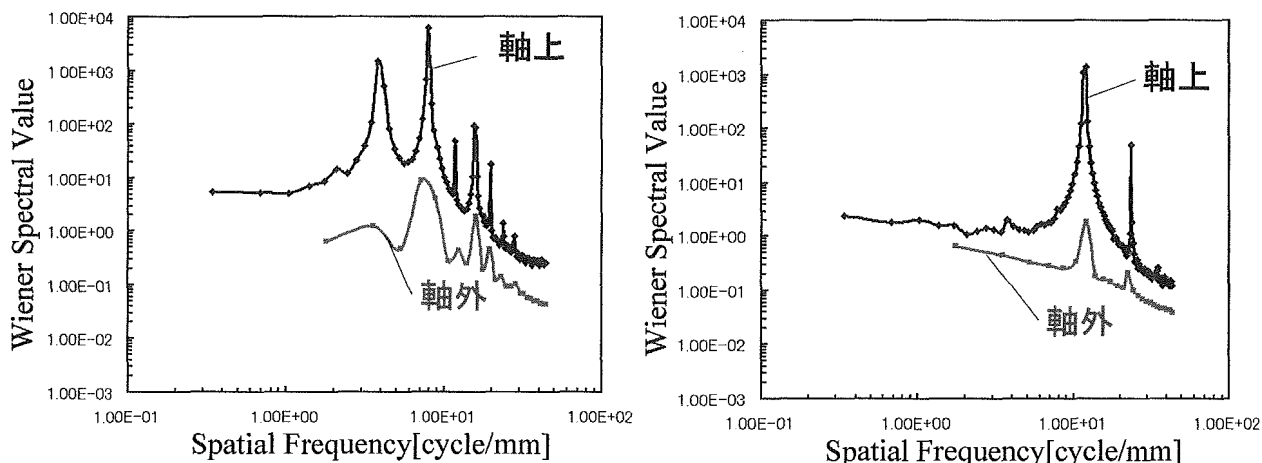 1.00E+04
1.00E+03
1.00E+02
1.00E+01
1.00E+00
1.00E-01
1.00E-02
1.00E-03
Wiener Spectral Value
軸上
軸外
1.00E-01 1.00E+00 1.00E+01 1.00E+02
Spatial Frequency[cycle/mm]
1.00E+04
1.00E+03
1.00E+02
1.00E+01
1.00E+00
1.00E-01
1.00E-02
1.00E-03
Wiener Spectral Value
軸上
軸外
1.00E-01 1.00E+00 1.00E+01 1.00E+02
Spatial Frequency[cycle/mm]